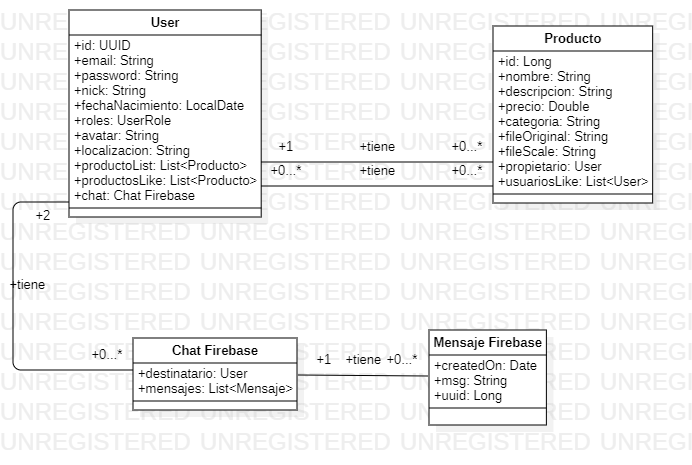 User
+id: UUID
+email: String
+password: String
+nick: String
+fechaNacimiento: LocalDate
+roles: UserRole
+avatar: String
+localizacion: String
+productoList: List<Producto>
+productosLike: List<Producto>
+chat: Chat Firebase
Producto
+id: Long
+nombre: String
+descripcion: String
+precio: Double
+categoria: String
+fileOriginal: String
+fileScale: String
+propietario: User
+usuariosLike: List<User>
+1 +tiene +0...*
+0...* +tiene +0...*
+2
+tiene
+0...*
Chat Firebase
+destinatario: User
+mensajes: List<Mensaje>
+1 +tiene +0...*
Mensaje Firebase
+createdOn: Date
+msg: String
+uuid: Long
UNREGISTERED UNREGISTERED UNREGISTERED UNREGISTERED